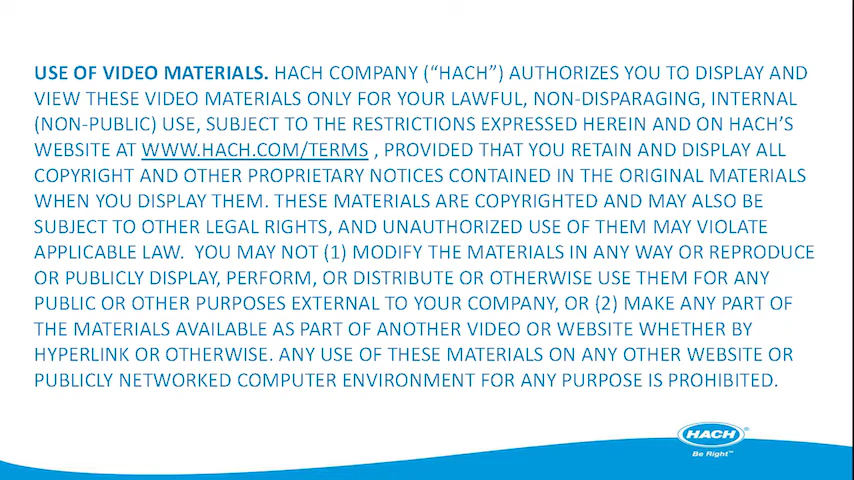 USE OF VIDEO MATERIALS. HACH COMPANY (“HACH”) AUTHORIZES YOU TO DISPLAY AND
VIEW THESE VIDEO MATERIALS ONLY FOR YOUR LAWFUL, NON-DISPARAGING, INTERNAL
(NON-PUBLIC) USE, SUBJECT TO THE RESTRICTIONS EXPRESSED HEREIN AND ON HACH’S
WEBSITE AT WWW.HACH.COM/TERMS , PROVIDED THAT YOU RETAIN AND DISPLAY ALL
COPYRIGHT AND OTHER PROPRIETARY NOTICES CONTAINED IN THE ORIGINAL MATERIALS
WHEN YOU DISPLAY THEM. THESE MATERIALS ARE COPYRIGHTED AND MAY ALSO BE
SUBJECT TO OTHER LEGAL RIGHTS, AND UNAUTHORIZED USE OF THEM MAY VIOLATE
APPLICABLE LAW.  YOU MAY NOT (1) MODIFY THE MATERIALS IN ANY WAY OR REPRODUCE
OR PUBLICLY DISPLAY, PERFORM, OR DISTRIBUTE OR OTHERWISE USE THEM FOR ANY
PUBLIC OR OTHER PURPOSES EXTERNAL TO YOUR COMPANY, OR (2) MAKE ANY PART OF
THE MATERIALS AVAILABLE AS PART OF ANOTHER VIDEO OR WEBSITE WHETHER BY
HYPERLINK OR OTHERWISE. ANY USE OF THESE MATERIALS ON ANY OTHER WEBSITE OR
PUBLICLY NETWORKED COMPUTER ENVIRONMENT FOR ANY PURPOSE IS PROHIBITED.
HACH®
Be Right™